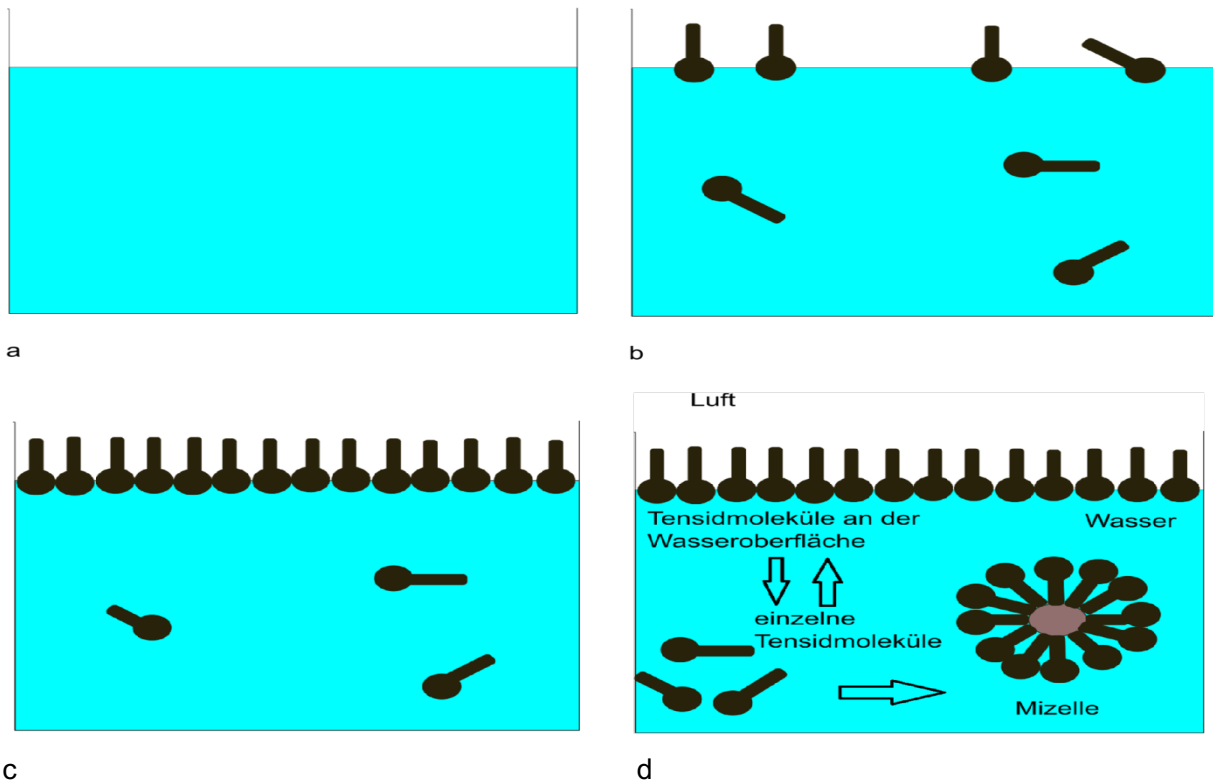 a
b
c
Luft
Tensidmoleküle an der
Wasseroberfläche
Wasser
einzelne
Tensidmoleküle
Mizelle
d